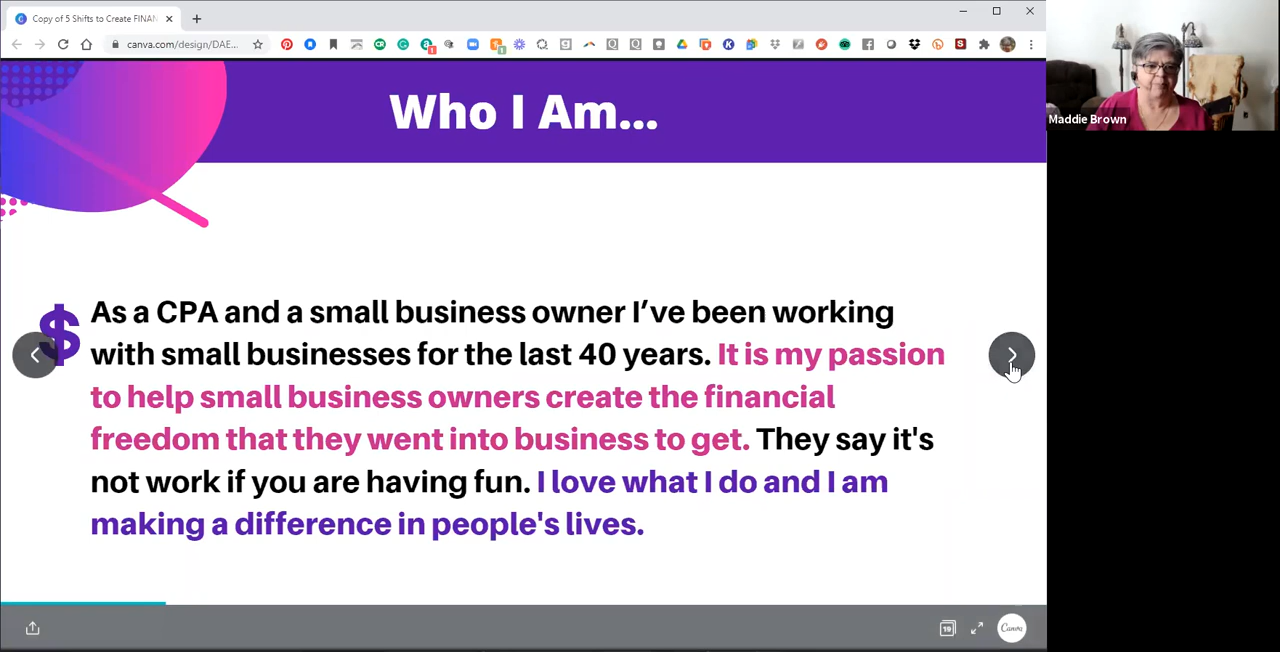 Copy of 5 Shifts to Create FINAN
canva.com/design/DAE...
Who I Am...
Maddie Brown
$
As a CPA and a small business owner I’ve been working
with small businesses for the last 40 years. It is my passion
to help small business owners create the financial
freedom that they went into business to get. They say it's
not work if you are having fun. I love what I do and I am
making a difference in people's lives.
19
Canva